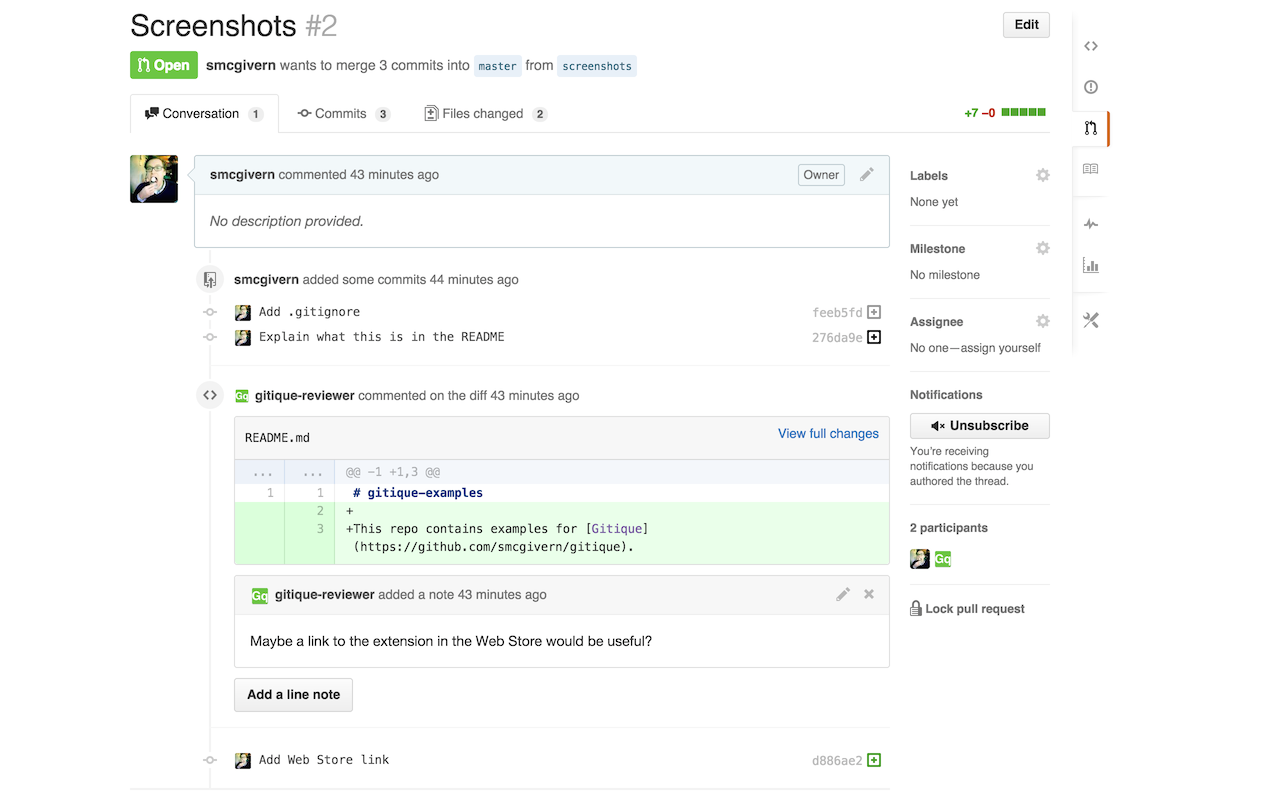 Screenshots #2
Edit
Open smcgivern wants to merge 3 commits into master from screenshots
Conversation 1 Commits 3 Files changed 2
+7 −0
smcgivern commented 43 minutes ago
Owner
No description provided.
smcgivern added some commits 44 minutes ago
Add .gitignore feeb5fd
Explain what this is in the README 276da9e
Gq gitique-reviewer commented on the diff 43 minutes ago
README.md
View full changes
... ... @@ -1 +1,3 @@
1 1 # gitique-examples
2 +
3 +This repo contains examples for [Gitique]
(https://github.com/smcgivern/gitique).
Gq gitique-reviewer added a note 43 minutes ago
Maybe a link to the extension in the Web Store would be useful?
Add a line note
Add Web Store link d886ae2
Labels
None yet
Milestone
No milestone
Assignee
No one—assign yourself
Notifications
Unsubscribe
You're receiving
notifications because you
authored the thread.
2 participants
Gq
Lock pull request